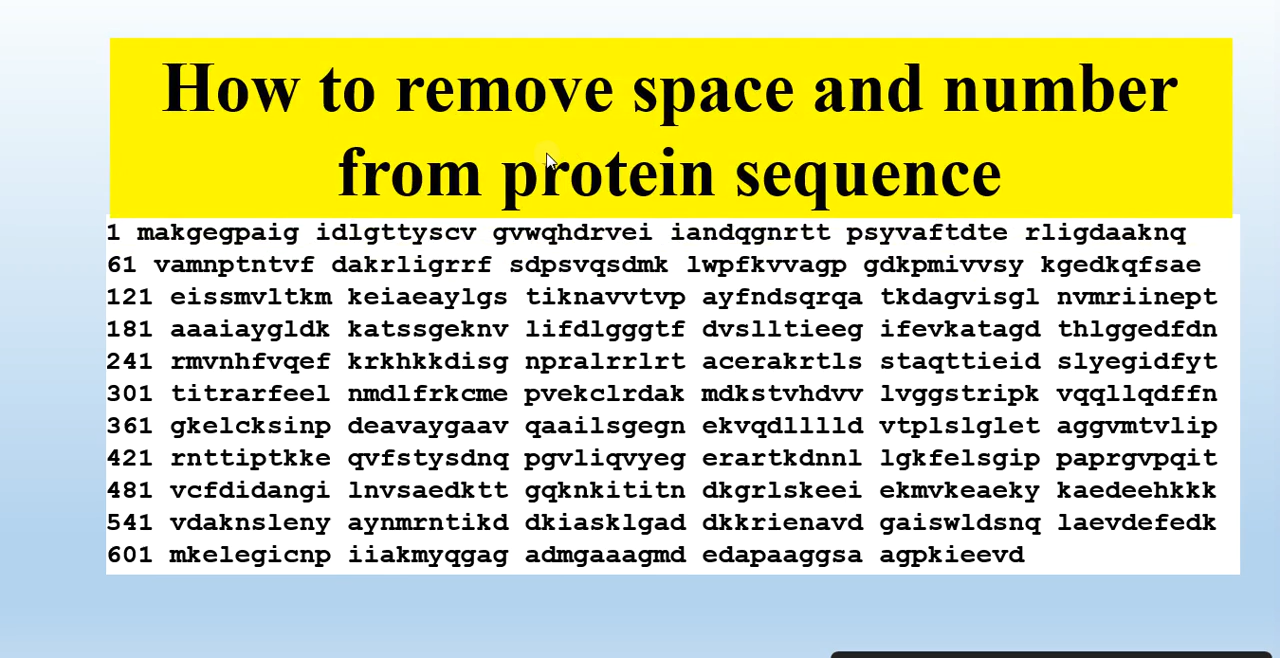 How to remove space and number
from protein sequence
1 makgegpaig idlgttyscv gvwqhdrvei iandqgnrtt psyvaftdte rligdaaknq
61 vamnptntvf dakrligrrf sdpsvqsdmk lwpfkvvagp gdkpmivvsy kgedkqfsae
121 eissmvltkm keiaeaylgs tiknavvtvp ayfndsqrqa tkdagvisgl nvmriinept
181 aaaiaygldk katssgeknv lifdlgggtf dvslltieeg ifevkatagd thlggedfdn
241 rmvnhfvqef krkhkkdisg npralrrlrt acerakrtls staqttieid slyegidfyt
301 titrarfeel nmdlfrkcme pvekclrdak mdkstvhdvv lvggstripk vqqllqdffn
361 gkelcksinp deavaygaav qaailsgegn ekvqdlllld vtplslglet aggvmtvlip
421 rnttiptkke qvfstysdnq pgvliqvyeg erartkdnnl lgkfelsgip paprgvpqit
481 vcfdidangi lnvsaedktt gqknkititn dkgrlskeei ekmvkeaeky kaedeehkkk
541 vdaknsleny aynmrntikd dkiasklgad dkkrienavd gaiswldsnq laevdefedk
601 mkelegicnp iiakmyqgag admgaaagmd edapaaggsa agpkieevd